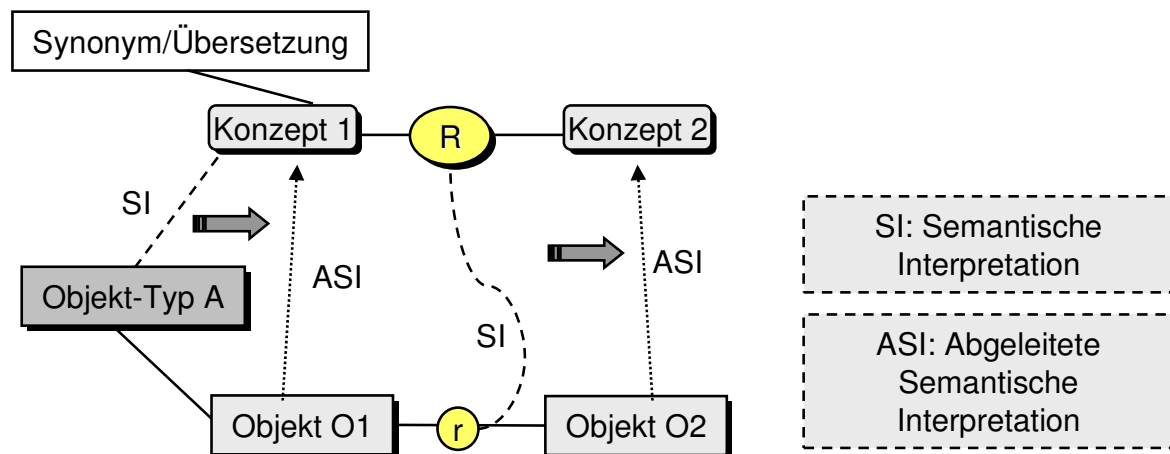 Synonym/Übersetzung
Konzept 1
R
Konzept 2
SI
SI: Semantische
Interpretation
ASI
ASI
Objekt-Typ A
SI
ASI: Abgeleitete
Semantische
Interpretation
Objekt O1
r
Objekt O2